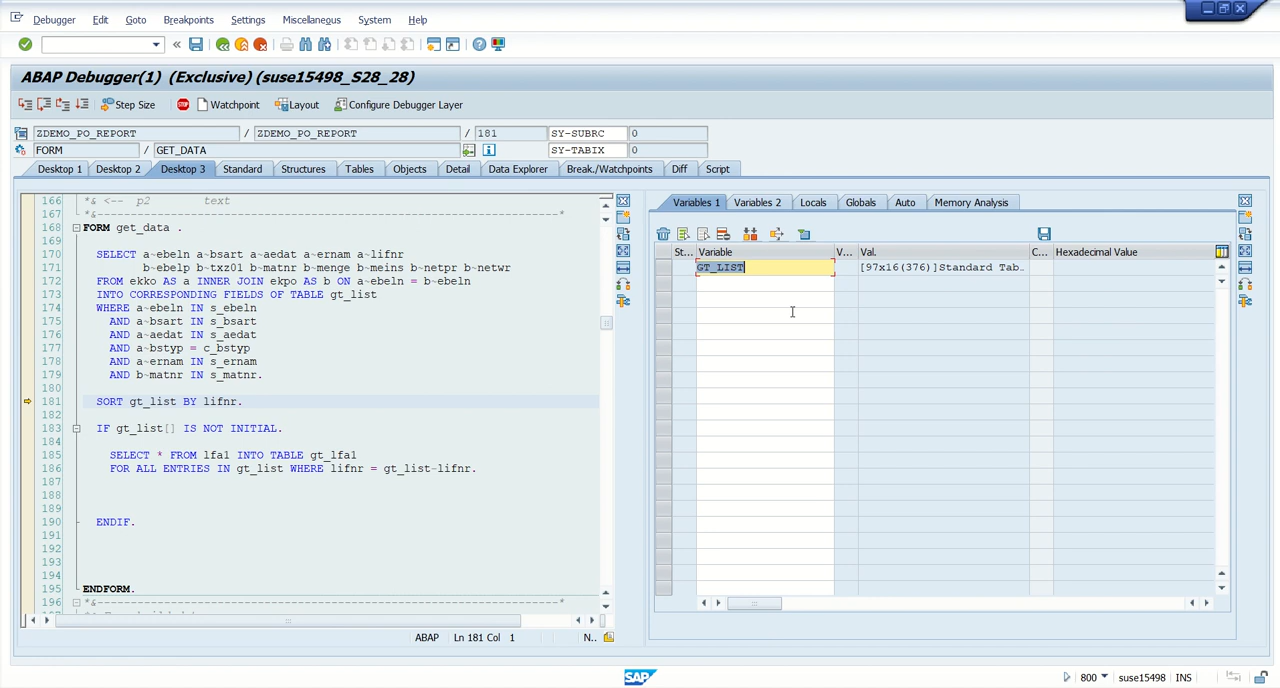 Debugger Edit Goto Breakpoints Settings Miscellaneous System Help
ABAP Debugger(1) (Exclusive) (suse15498_S28_28)
Step Size Watchpoint Layout Configure Debugger Layer
ZDEMO_PO_REPORT / ZDEMO_PO_REPORT / 181 SY-SUBRC 0
FORM / GET_DATA SY-TABIX 0
Desktop 1 Desktop 2 Desktop 3 Standard Structures Tables Objects Detail Data Explorer Break./Watchpoints Diff Script
Variables 1 Variables 2 Locals Globals Auto Memory Analysis
St... Variable V... Val. C... Hexadecimal Value
GT_LIST [97x16(376)]Standard Tab…
166 *& <-- p2 text
167 *&---------------------------------------------------------------------*
168 FORM get_data .
169
170 SELECT a~ebeln a~bsart a~aedat a~ernam a~lifnr
171 b~ebelp b~txz01 b~matnr b~menge b~meins b~netpr b~netwr
172 FROM ekko AS a INNER JOIN ekpo AS b ON a~ebeln = b~ebeln
173 INTO CORRESPONDING FIELDS OF TABLE gt_list
174 WHERE a~ebeln IN s_ebeln
175 AND a~bsart IN s_bsart
176 AND a~aedat IN s_aedat
177 AND a~bstyp = c_bstyp
178 AND a~ernam IN s_ernam
179 AND b~matnr IN s_matnr.
180
181 SORT gt_list BY lifnr.
182
183 IF gt_list[] IS NOT INITIAL.
184
185 SELECT * FROM lfa1 INTO TABLE gt_lfa1
186 FOR ALL ENTRIES IN gt_list WHERE lifnr = gt_list-lifnr.
187
188
189
190 ENDIF.
191
192
193
194
195 ENDFORM.
196 *&---------------------------------------------------------------------*
ABAP Ln 181 Col 1 N..
SAP
800 suse15498 INS